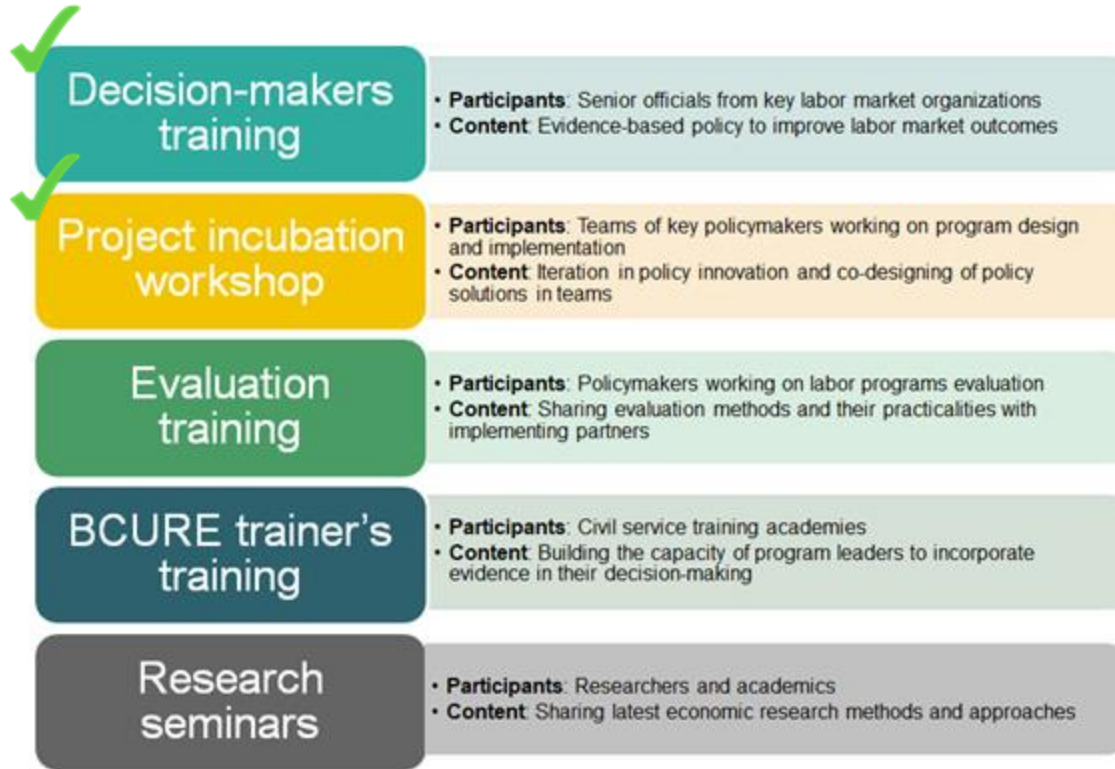 Decision-makers
training
• Participants: Senior officials from key labor market organizations
• Content: Evidence-based policy to improve labor market outcomes
Project incubation
workshop
• Participants: Teams of key policymakers working on program design
and implementation
• Content: Iteration in policy innovation and co-designing of policy
solutions in teams
Evaluation
training
• Participants: Policymakers working on labor programs evaluation
• Content: Sharing evaluation methods and their practicalities with
implementing partners
BCURE trainer's
training
• Participants: Civil service training academies
• Content: Building the capacity of program leaders to incorporate
evidence in their decision-making
Research
seminars
• Participants: Researchers and academics
• Content: Sharing latest economic research methods and approaches